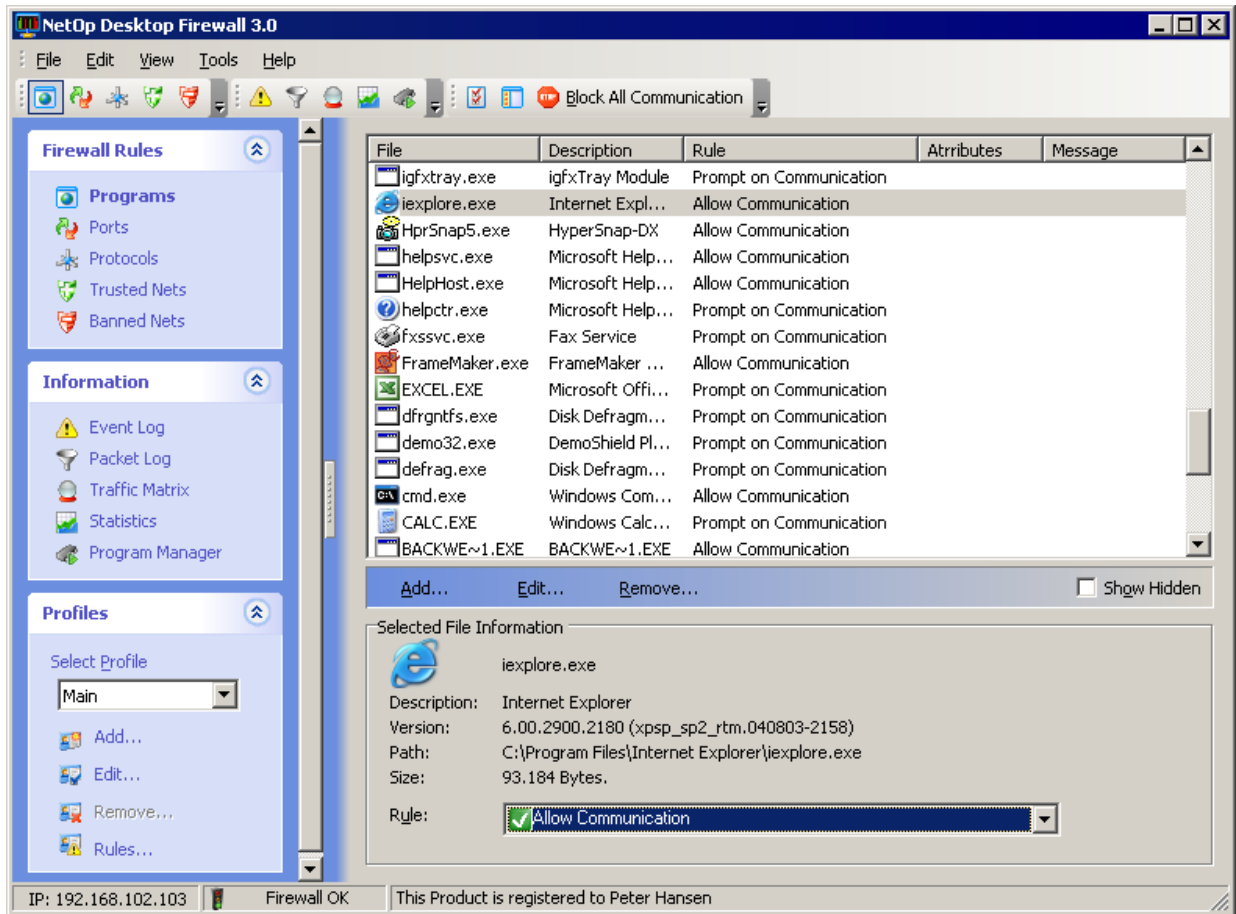 NetOp Desktop Firewall 3.0
File Edit View Tools Help
Block All Communication
Firewall Rules
Programs
Ports
Protocols
Trusted Nets
Banned Nets
Information
Event Log
Packet Log
Traffic Matrix
Statistics
Program Manager
Profiles
Select Profile
Main
Add...
Edit...
Remove...
Rules...
File Description Rule Atrributes Message
igfxtray.exe igfxTray Module Prompt on Communication
iexplore.exe Internet Expl... Allow Communication
HprSnap5.exe HyperSnap-DX Allow Communication
helpsvc.exe Microsoft Help... Allow Communication
HelpHost.exe Microsoft Help... Allow Communication
helpctr.exe Microsoft Help... Prompt on Communication
fxssvc.exe Fax Service Prompt on Communication
FrameMaker.exe FrameMaker ... Allow Communication
EXCEL.EXE Microsoft Offi... Prompt on Communication
dfrgntfs.exe Disk Defragm... Prompt on Communication
demo32.exe DemoShield Pl... Prompt on Communication
defrag.exe Disk Defragm... Prompt on Communication
cmd.exe Windows Com... Allow Communication
CALC.EXE Windows Calc... Prompt on Communication
BACKWE~1.EXE BACKWE~1.EXE Allow Communication
Add... Edit... Remove... Show Hidden
Selected File Information
iexplore.exe
Description: Internet Explorer
Version: 6.00.2900.2180 (xpsp_sp2_rtm.040803-2158)
Path: C:\Program Files\Internet Explorer\iexplore.exe
Size: 93.184 Bytes.
Rule: Allow Communication
IP: 192.168.102.103 Firewall OK This Product is registered to Peter Hansen